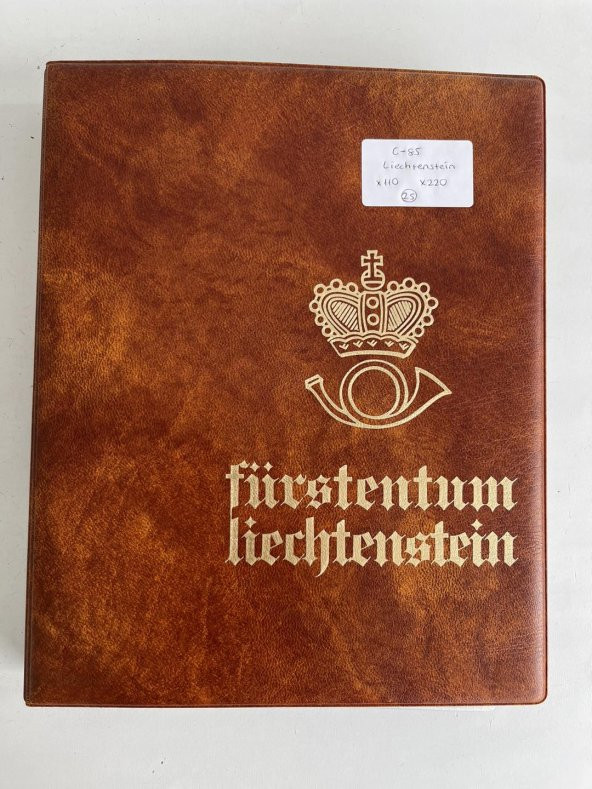 C-85
Liechtenstein
x110 x220
25
fürstentum
liechtenstein